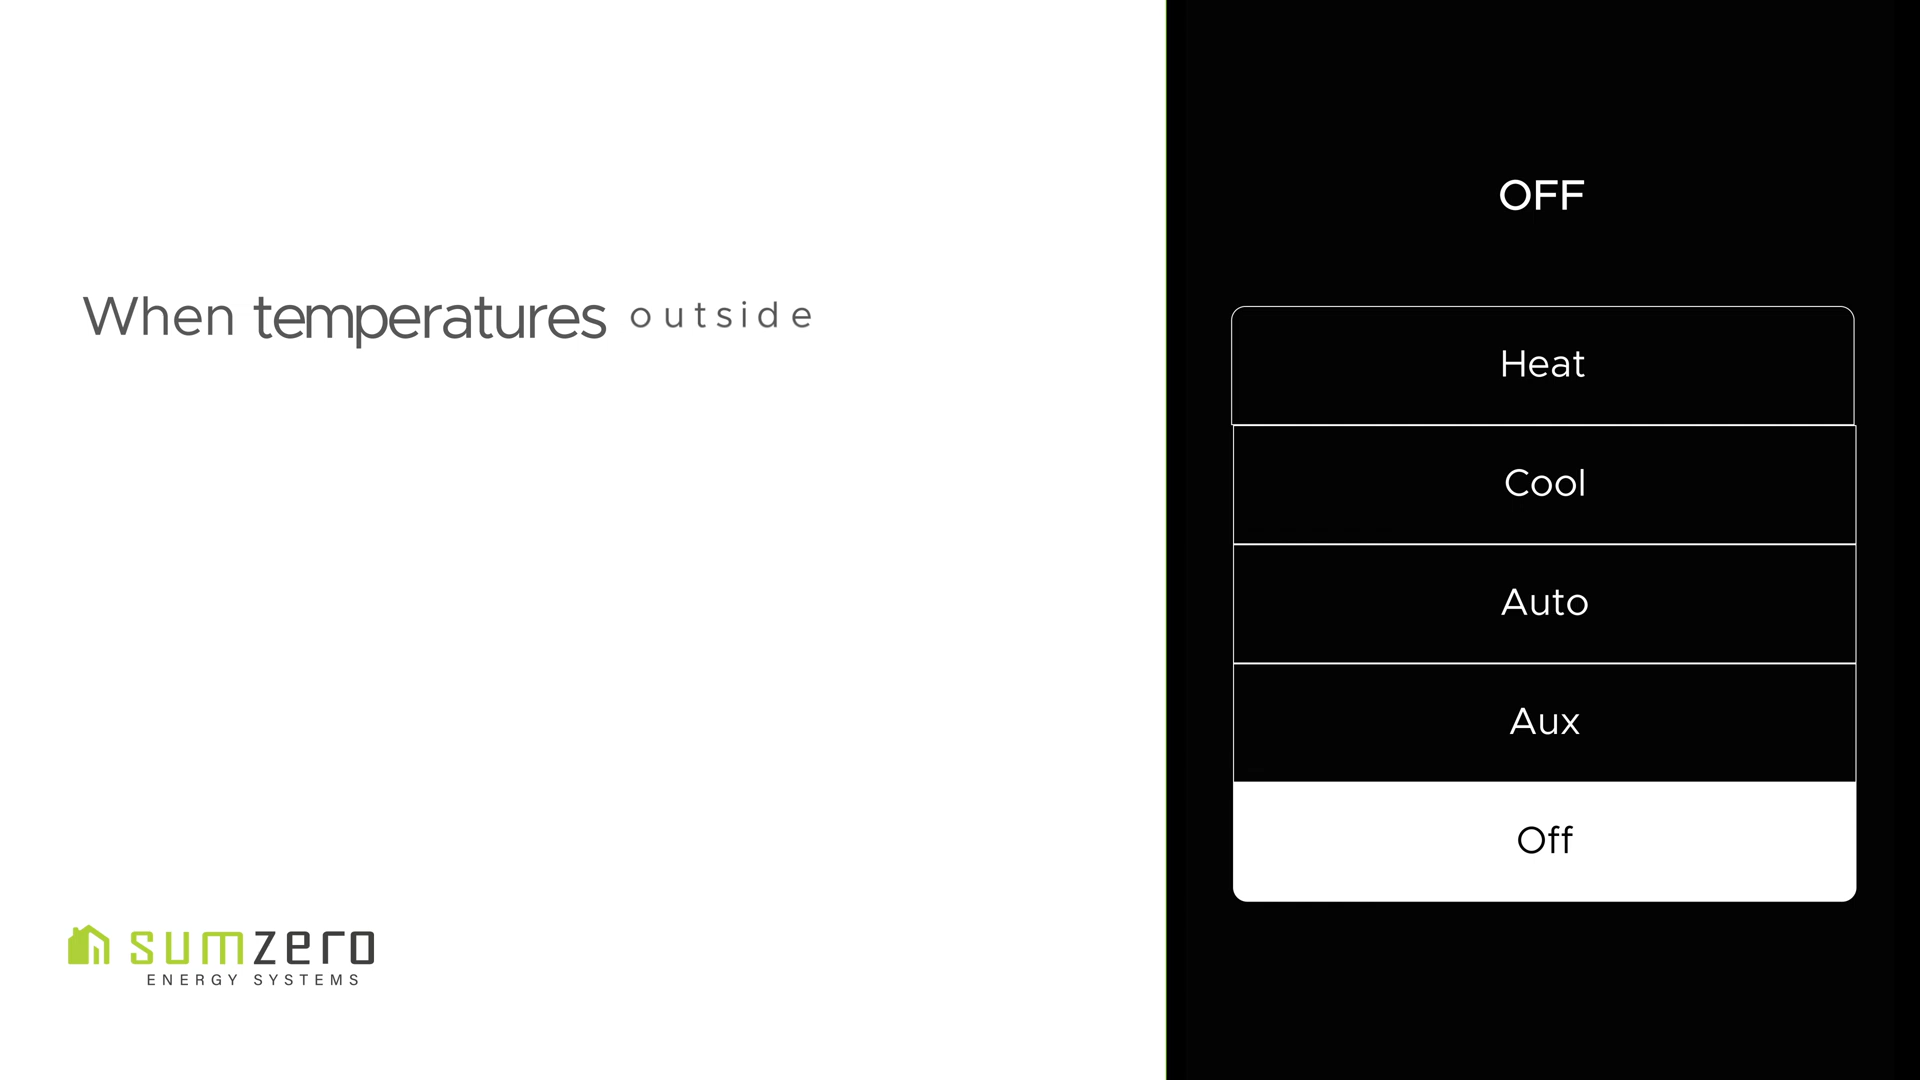 When temperatures outside
sumzero
ENERGY SYSTEMS
OFF
Heat
Cool
Auto
Aux
Off